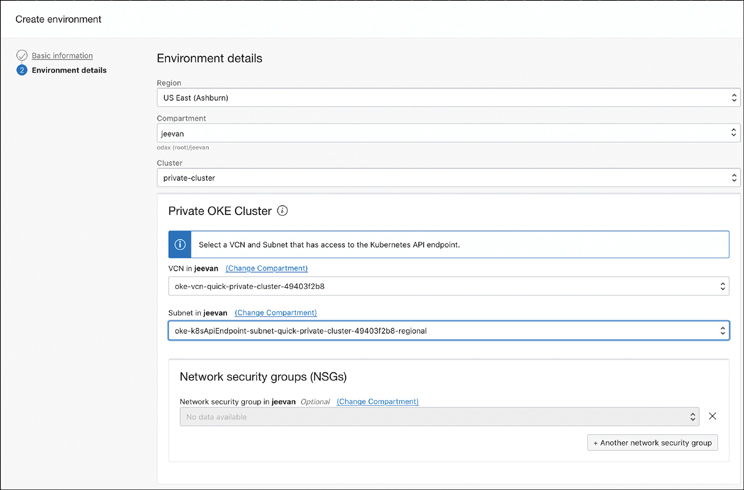 Create environment
Basic information
2 Environment details
Environment details
Region
US East (Ashburn)
Compartment
jeevan
odax (root)/jeevan
Cluster
private-cluster
Private OKE Cluster
Select a VCN and Subnet that has access to the Kubernetes API endpoint.
VCN in jeevan (Change Compartment)
oke-vcn-quick-private-cluster-49403f2b8
Subnet in jeevan (Change Compartment)
oke-k8sApiEndpoint-subnet-quick-private-cluster-49403f2b8-regional
Network security groups (NSGs)
Network security group in jeevan Optional (Change Compartment)
No data available
+ Another network security group